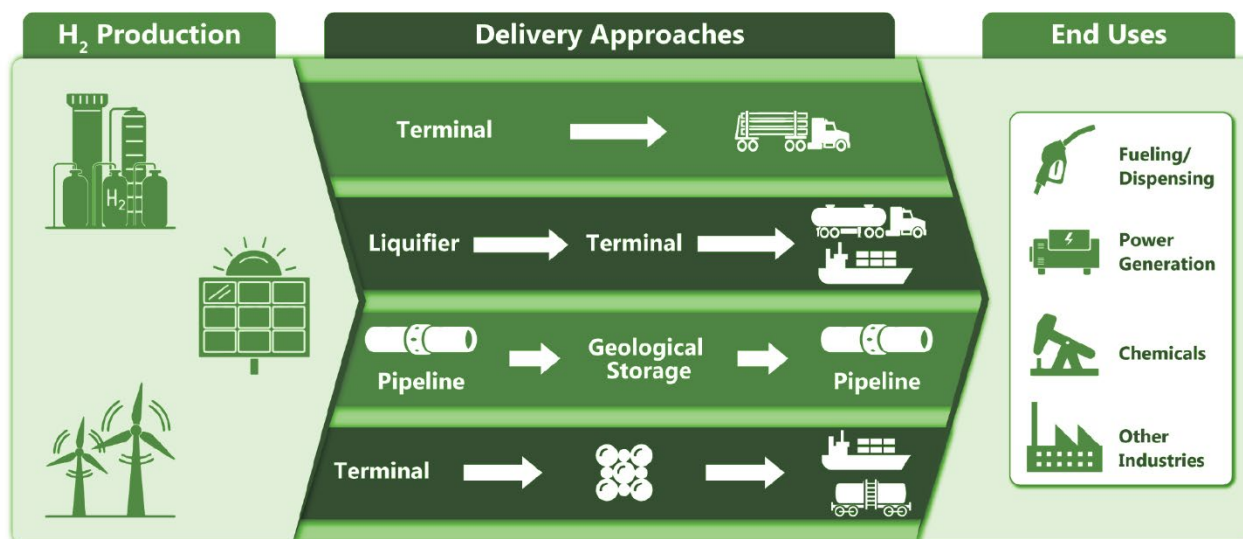 H₂ Production
Delivery Approaches
End Uses
H₂
Terminal
Liquifier
Terminal
Pipeline
Geological
Storage
Pipeline
Terminal
Fueling/
Dispensing
Power
Generation
Chemicals
Other
Industries